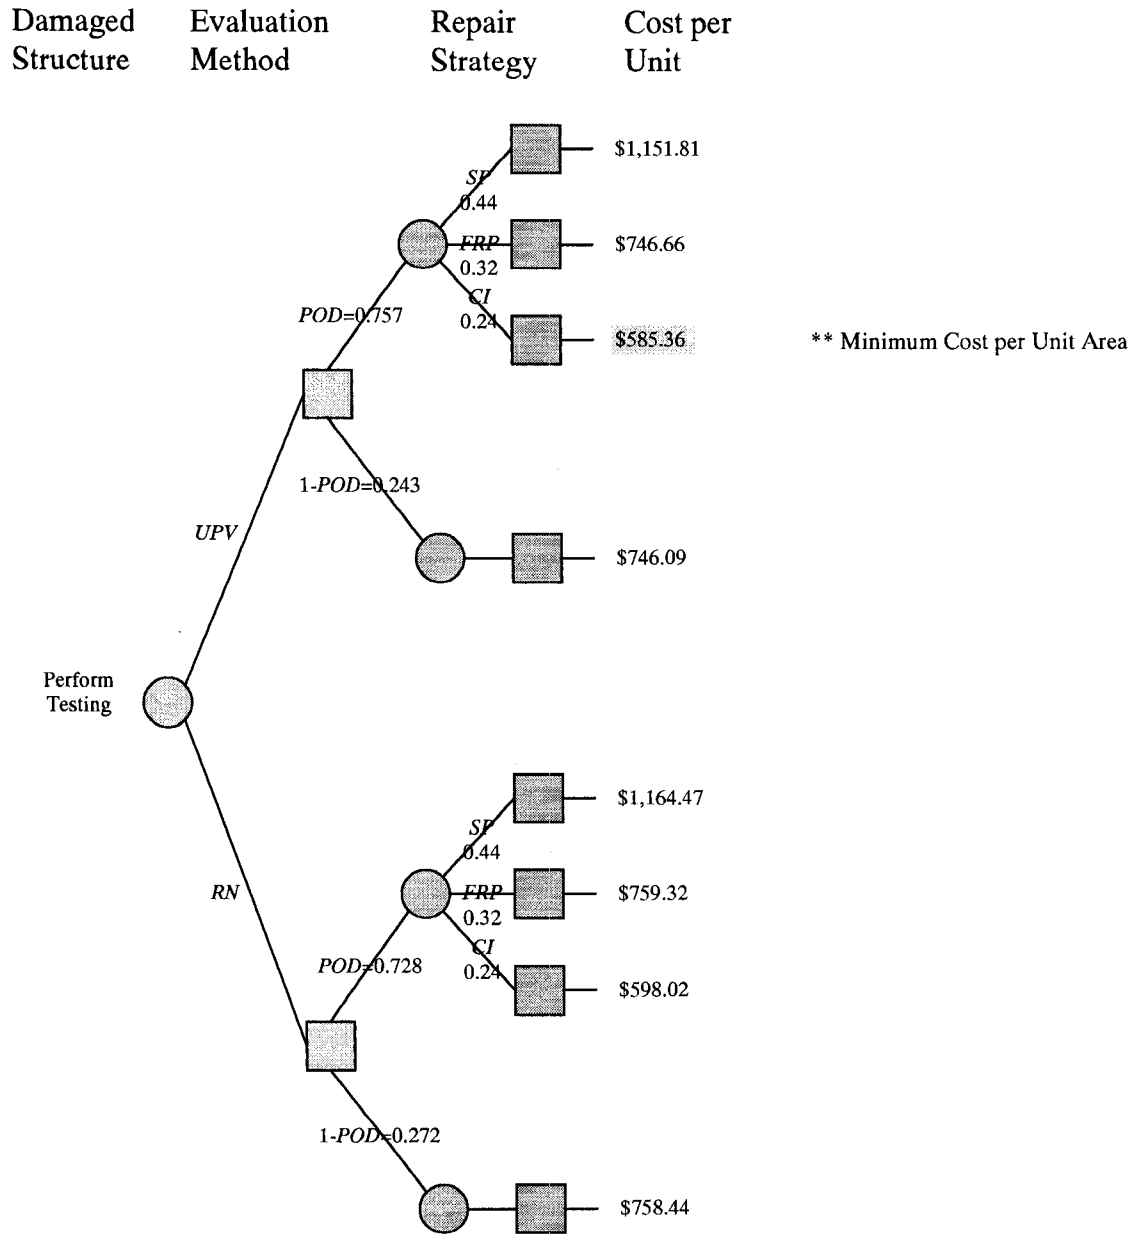 Damaged Structure
Evaluation Method
Repair Strategy
Cost per Unit
SP
0.44
$1,151.81
FRP
0.32
$746.66
CI
0.24
$585.36
** Minimum Cost per Unit Area
POD=0.757
1-POD=0.243
UPV
$746.09
Perform
Testing
SP
0.44
$1,164.47
RN
FRP
0.32
$759.32
CI
0.24
$598.02
POD=0.728
1-POD=0.272
$758.44